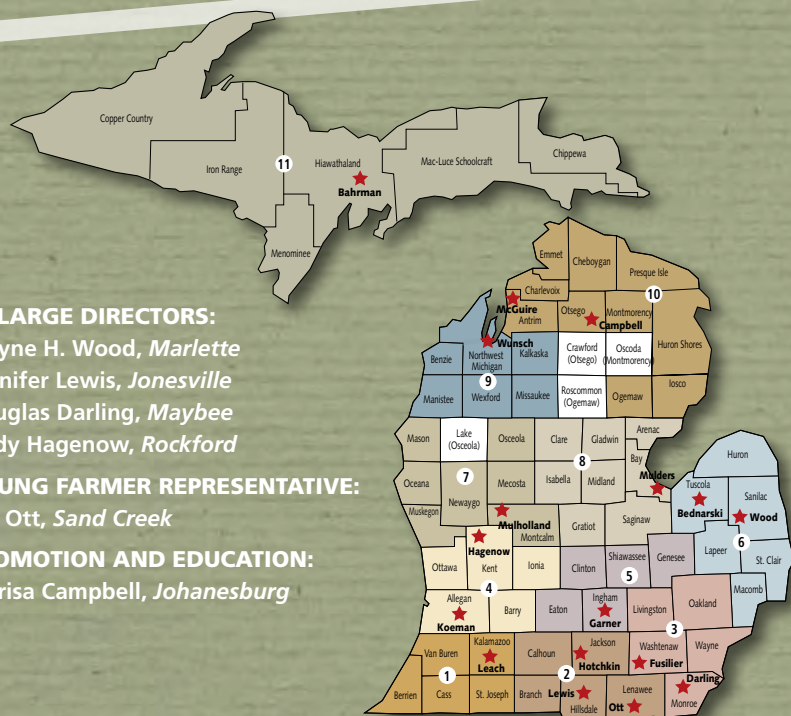 Copper Country
Iron Range
11
Hiawathaland
Bahrman
Mac-Luce Schoolcraft
Chippewa
Menominee
LARGE DIRECTORS:
yne H. Wood, Marlette
nifer Lewis, Jonesville
uglas Darling, Maybee
dy Hagenow, Rockford
UNG FARMER REPRESENTATIVE:
Ott, Sand Creek
OMOTION AND EDUCATION:
risa Campbell, Johanesburg
Emmet
Cheboygan
Presque Isle
Charlevoix
10
McGuire
Antrim
Otsego
Montmorency
Campbell
Huron Shores
Wunsch
Benzie
Northwest
Michigan
Kalkaska
Crawford
(Otsego)
Oscoda
(Montmorency)
9
Manistee
Wexford
Missaukee
Roscommon
(Ogemaw)
Ogemaw
Iosco
Mason
Lake
(Osceola)
Osceola
Clare
Gladwin
Arenac
8
Bay
Huron
Oceana
7
Newaygo
Mecosta
Isabella
Midland
Mulders
Tuscola
Bednarski
Sanilac
Wood
Muskegon
Mulholland
Montcalm
Gratiot
Saginaw
Hagenow
6
Ottawa
Kent
Ionia
Clinton
Shiawassee
Genesee
Lapeer
St. Clair
4
5
Macomb
Allegan
Koeman
Barry
Eaton
Ingham
Garner
Livingston
Oakland
3
Van Buren
Kalamazoo
Leach
Calhoun
Jackson
Hotchkin
Washtenaw
Fusilier
Wayne
1
2
Berrien
Cass
St. Joseph
Branch
Lewis
Hillsdale
Lenawee
Ott
Darling
Monroe